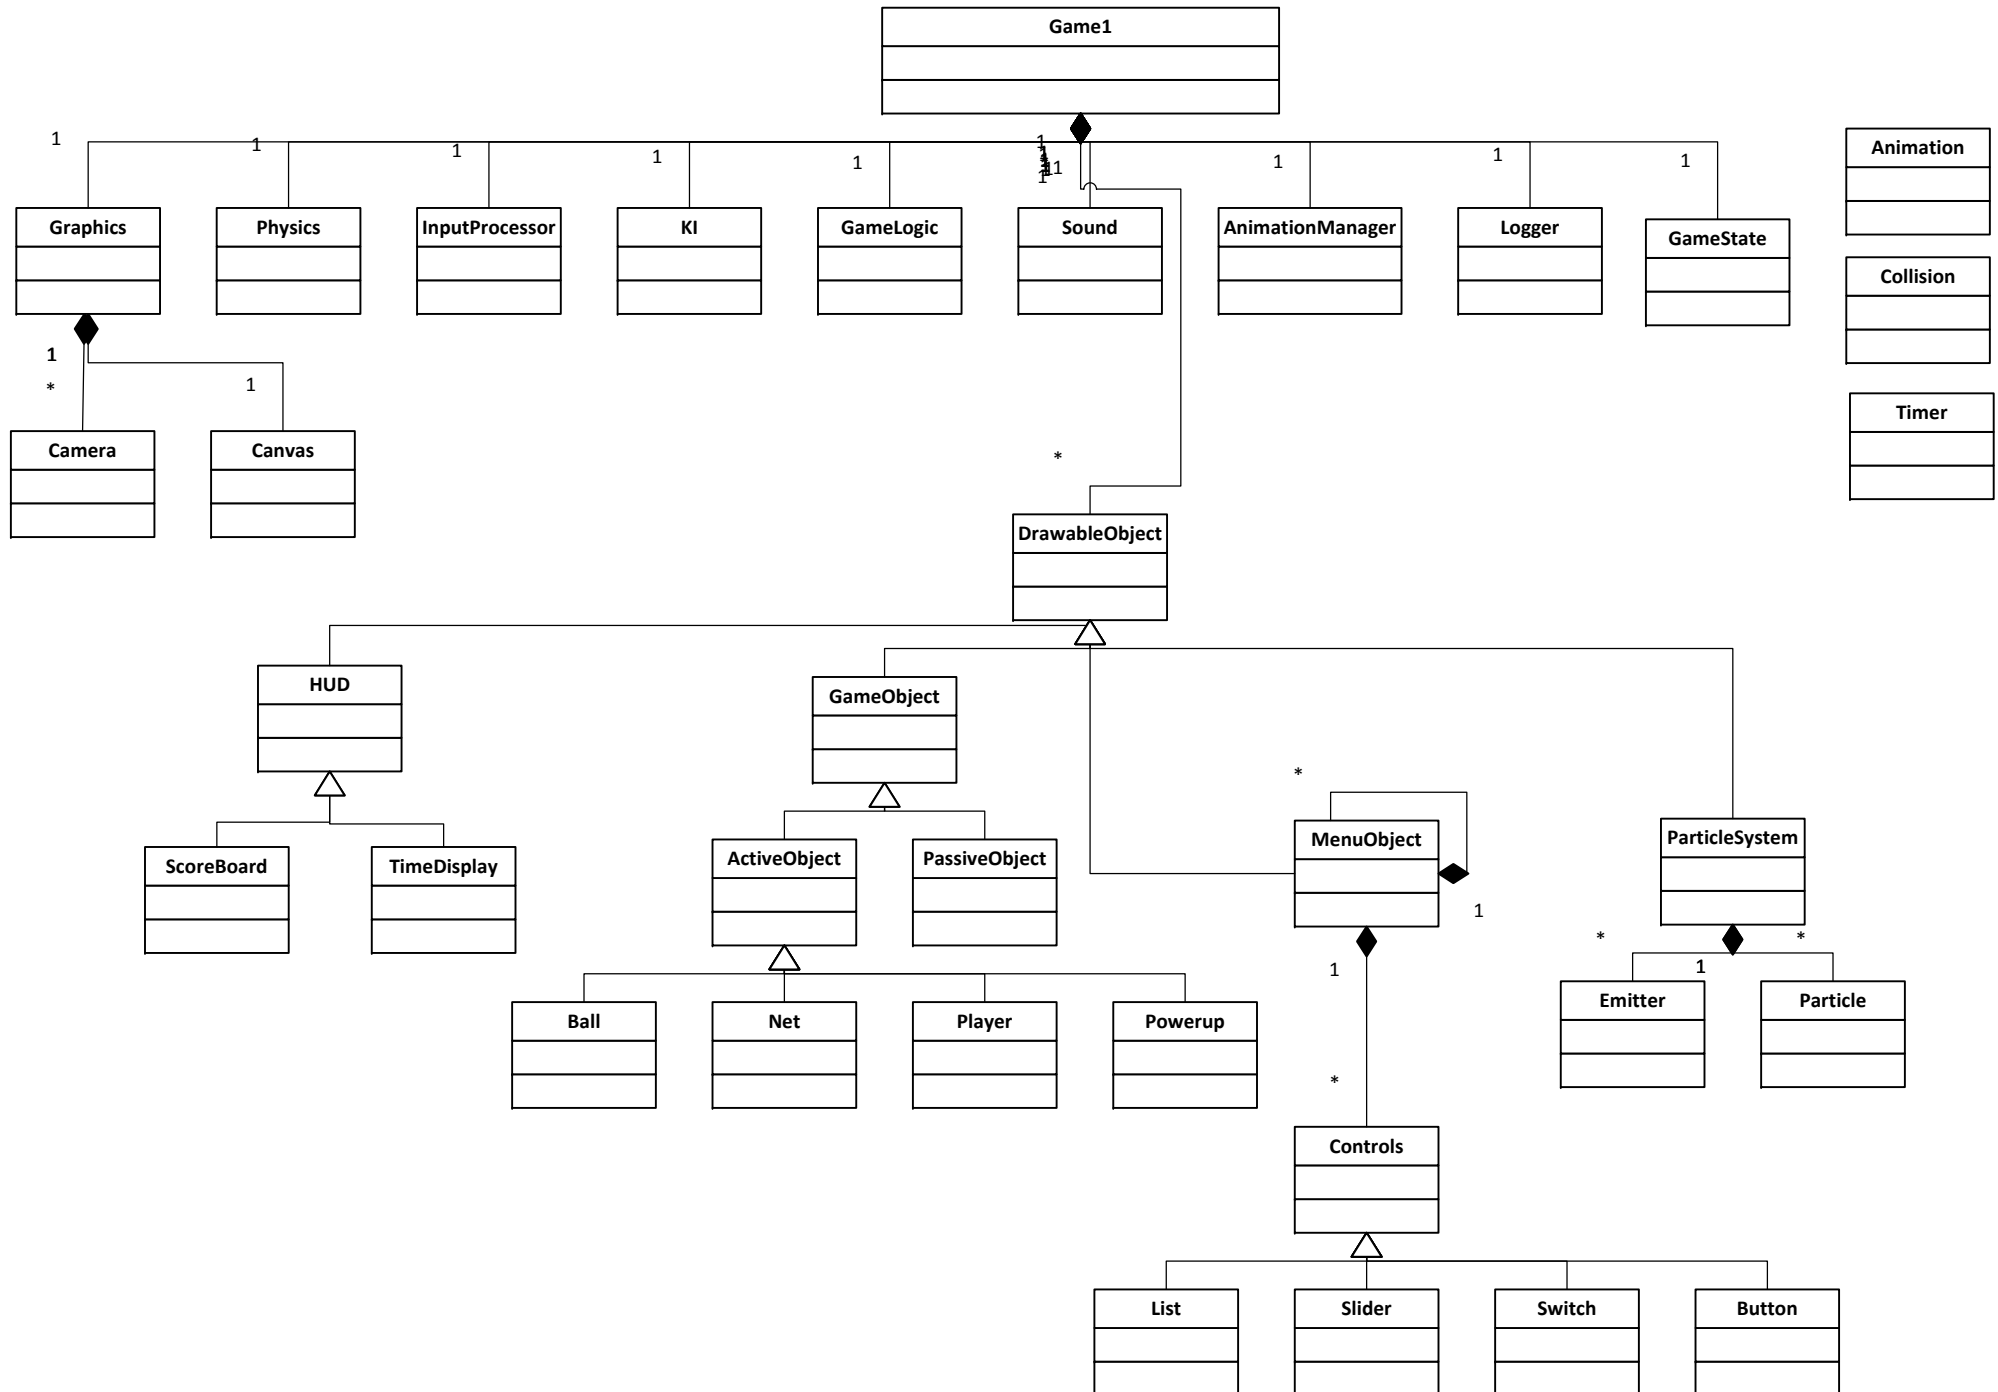 Game1
1
1
1
1
1
1
1
1
1
Animation
Graphics
Physics
InputProcessor
KI
GameLogic
Sound
AnimationManager
Logger
GameState
Collision
1
*
1
Timer
Camera
Canvas
*
DrawableObject
HUD
GameObject
*
MenuObject
ParticleSystem
ScoreBoard
TimeDisplay
ActiveObject
PassiveObject
1
*
*
1
1
Emitter
Particle
Ball
Net
Player
Powerup
*
Controls
List
Slider
Switch
Button